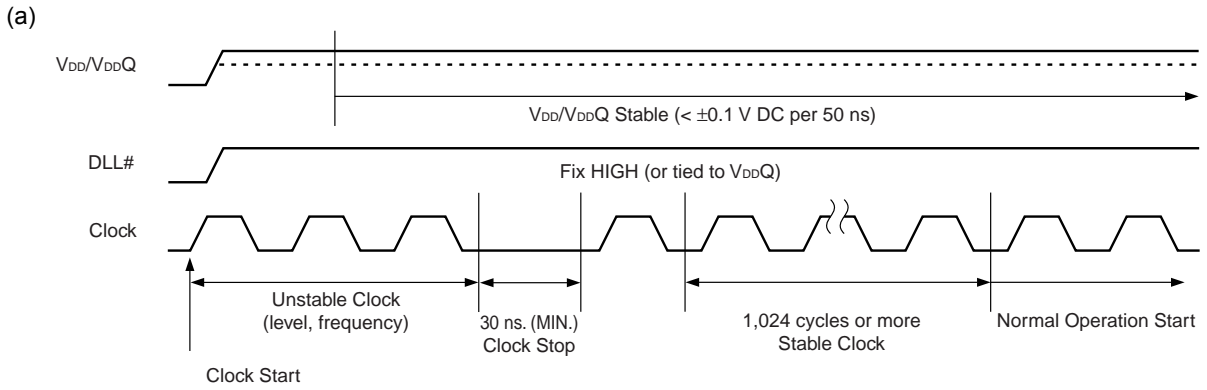 (a)
VDD/VDDQ
VDD/VDDQ Stable (< ±0.1 V DC per 50 ns)
DLL#
Fix HIGH (or tied to VDDQ)
Clock
Unstable Clock
(level, frequency)
30 ns. (MIN.)
Clock Stop
1,024 cycles or more
Stable Clock
Normal Operation Start
Clock Start